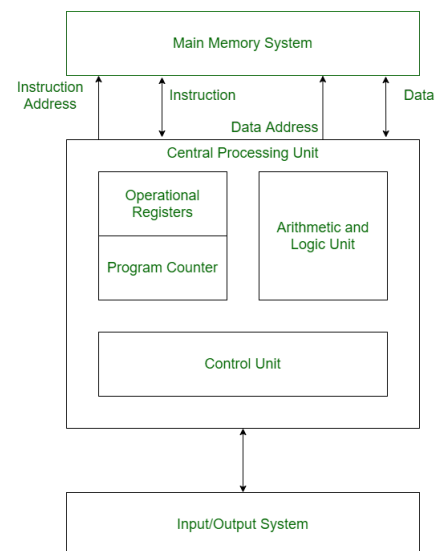 Main Memory System
Instruction
Address
Instruction
Data Address
Data
Central Processing Unit
Operational
Registers
Program Counter
Arithmetic and
Logic Unit
Control Unit
Input/Output System